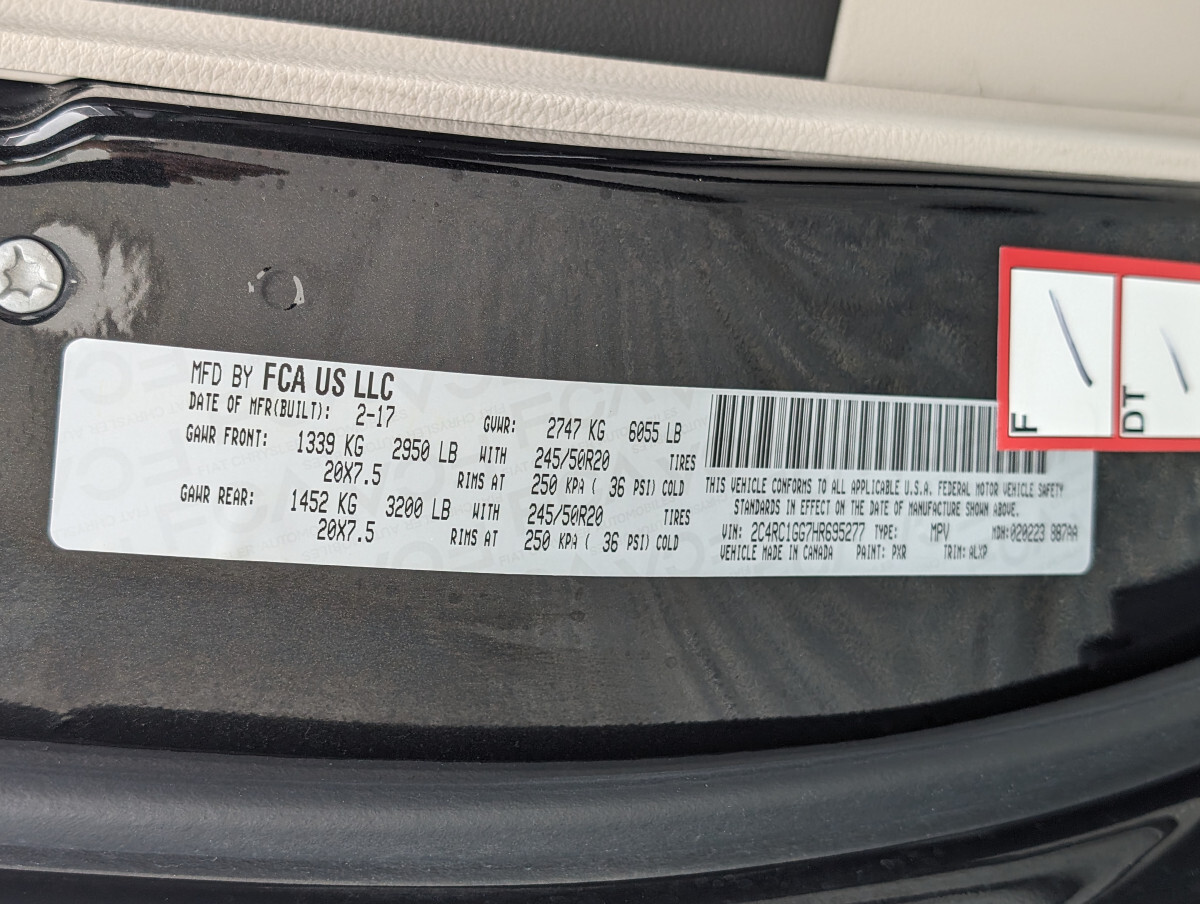 MFD BY FCA US LLC
DATE OF MFR(BUILT): 2-17 GVWR: 2747 KG 6055 LB
GAWR FRONT: 1339 KG 2950 LB WITH 245/50R20 TIRES
20X7.5 RIMS AT 250 KPA ( 36 PSI) COLD
GAWR REAR: 1452 KG 3200 LB WITH 245/50R20 TIRES
20X7.5 RIMS AT 250 KPA ( 36 PSI) COLD
THIS VEHICLE CONFORMS TO ALL APPLICABLE U.S.A. FEDERAL MOTOR VEHICLE SAFETY
STANDARDS IN EFFECT ON THE DATE OF MANUFACTURE SHOWN ABOVE.
VIN: 2C4RC1GG7HR695277 TYPE: MPV MDH:020223 887AA
VEHICLE MADE IN CANADA PAINT: PXR TRIM: ALXP
F
DT